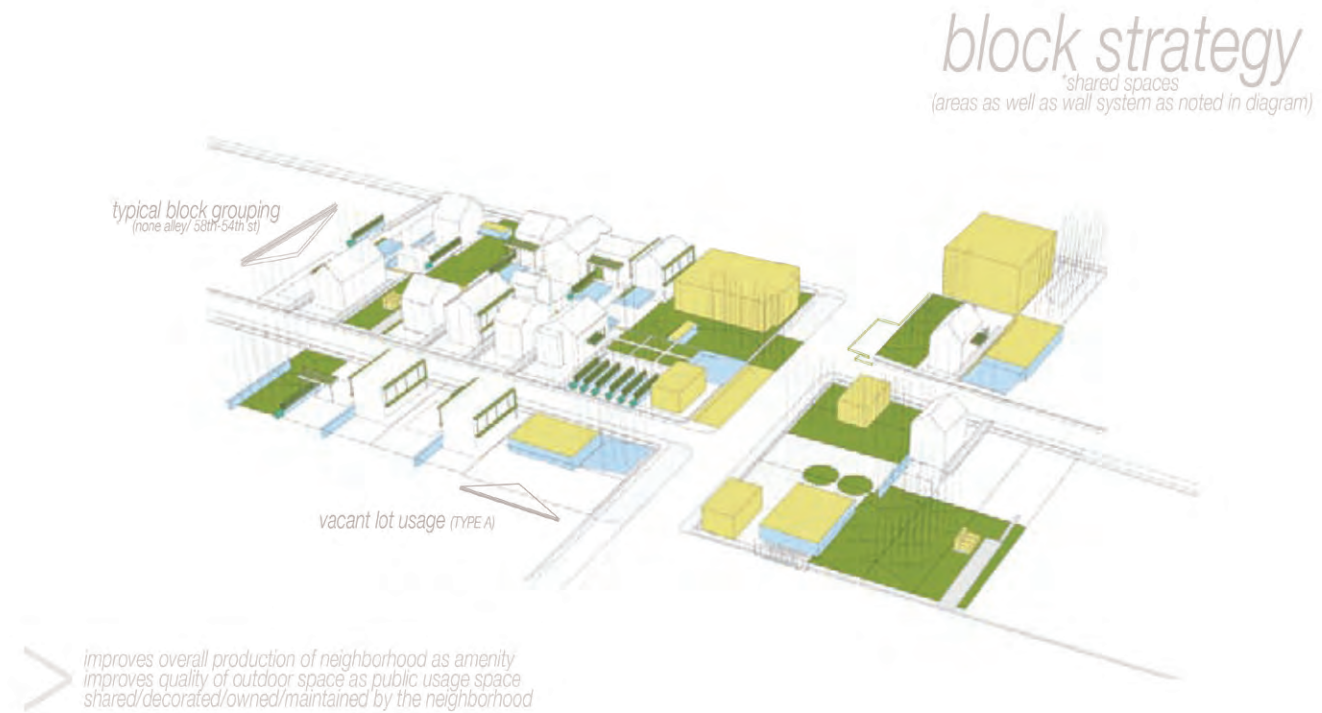 block strategy
*shared spaces
(areas as well as wall system as noted in diagram)
typical block grouping
(none alley/ 58th-54th st)
vacant lot usage (TYPE A)
improves overall production of neighborhood as amenity
improves quality of outdoor space as public usage space
shared/decorated/owned/maintained by the neighborhood